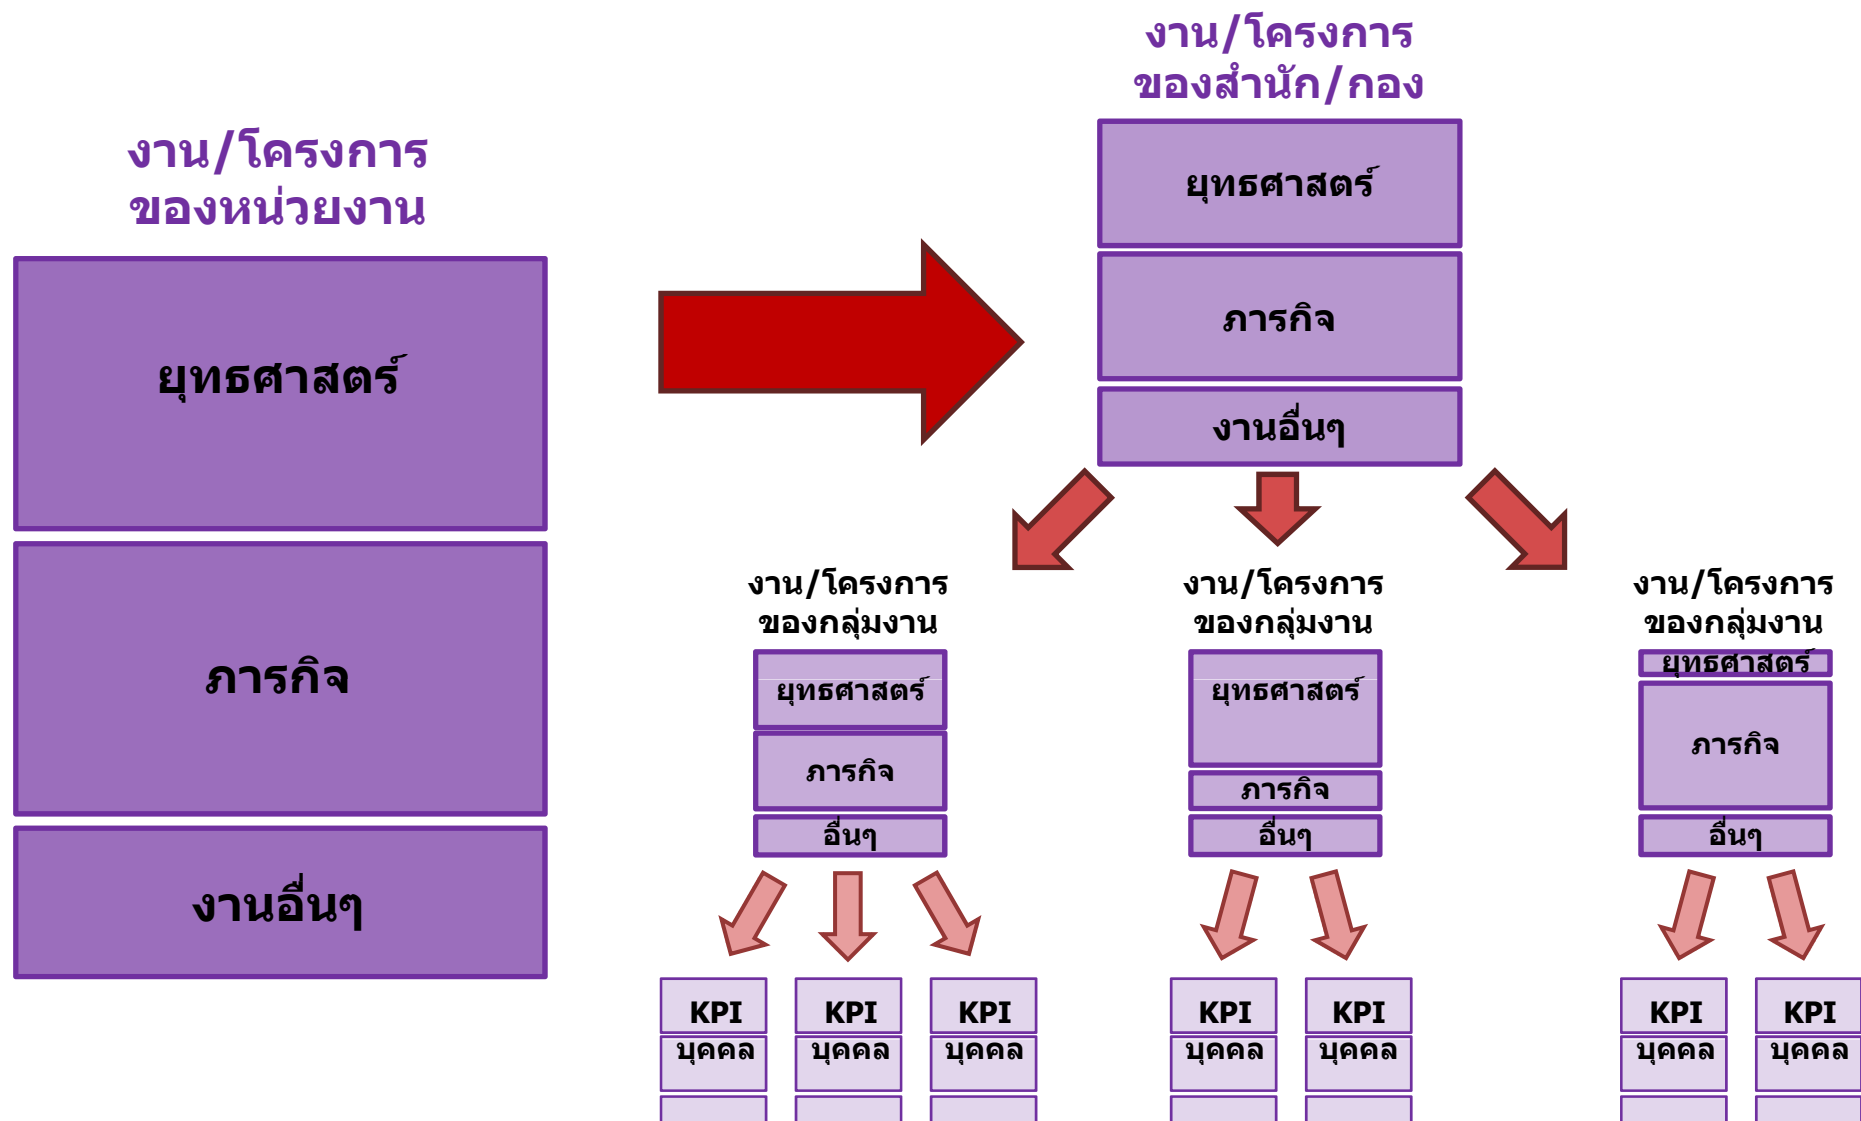 งาน/โครงการ
ของหน่วยงาน
ยุทธศาสตร์
ภารกิจ
งานอื่นๆ
งาน/โครงการ
ของสำนัก/กอง
ยุทธศาสตร์
ภารกิจ
งานอื่นๆ
งาน/โครงการ
ของกลุ่มงาน
ยุทธศาสตร์
ภารกิจ
อื่นๆ
งาน/โครงการ
ของกลุ่มงาน
ยุทธศาสตร์
ภารกิจ
อื่นๆ
งาน/โครงการ
ของกลุ่มงาน
ยุทธศาสตร์
ภารกิจ
อื่นๆ
KPI
บุคคล
KPI
บุคคล
KPI
บุคคล
KPI
บุคคล
KPI
บุคคล
KPI
บุคคล
KPI
บุคคล